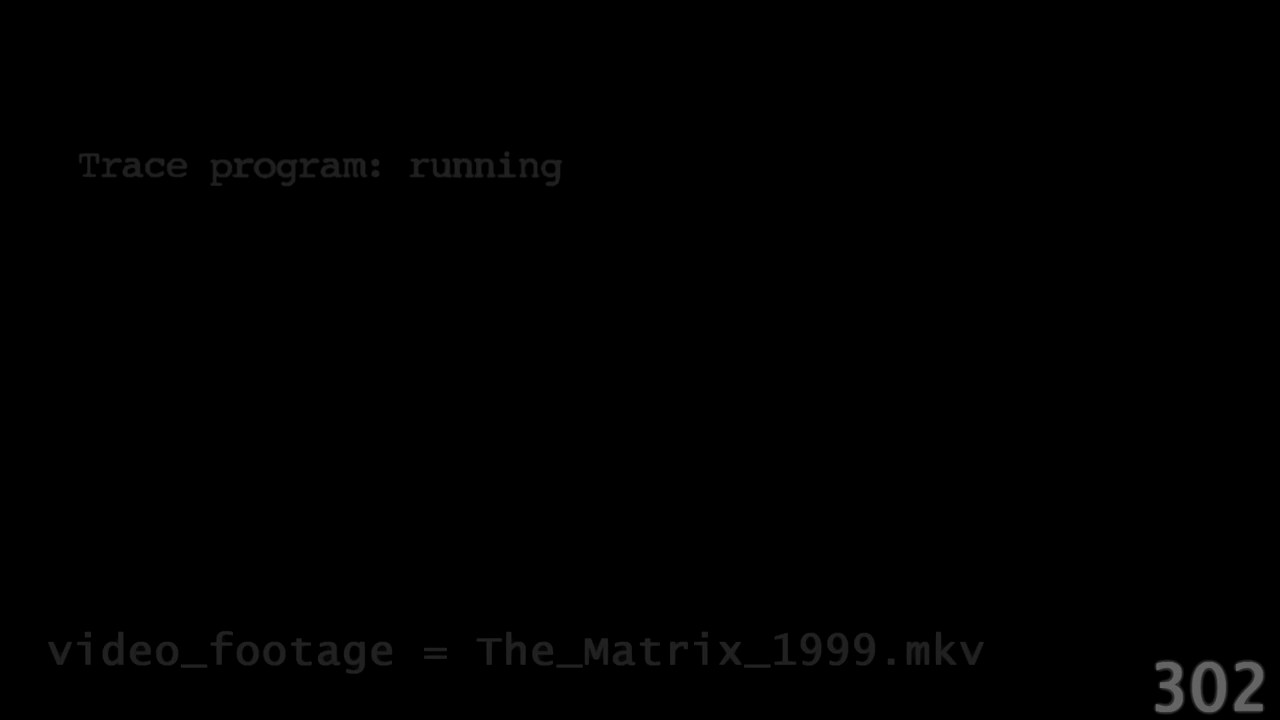 Trace program: running
video_footage = The_Matrix_1999.mkv
302